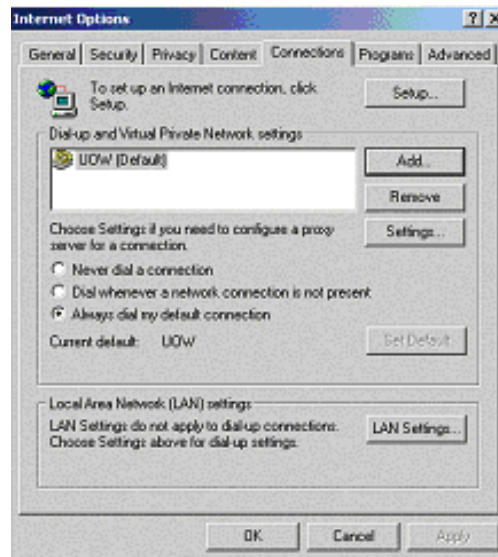 Internet Options
General Security Privacy Content Connections Programs Advanced
To set up an Internet connection, click
Setup.
Setup...
Dial-up and Virtual Private Network settings
UOW (Default)
Add...
Remove
Choose Settings if you need to configure a proxy
server for a connection.
Settings...
Never dial a connection
Dial whenever a network connection is not present
Always dial my default connection
Current default: UOW
Set Default
Local Area Network (LAN) settings
LAN Settings do not apply to dial-up connections.
Choose Settings above for dial-up settings.
LAN Settings...
OK Cancel Apply